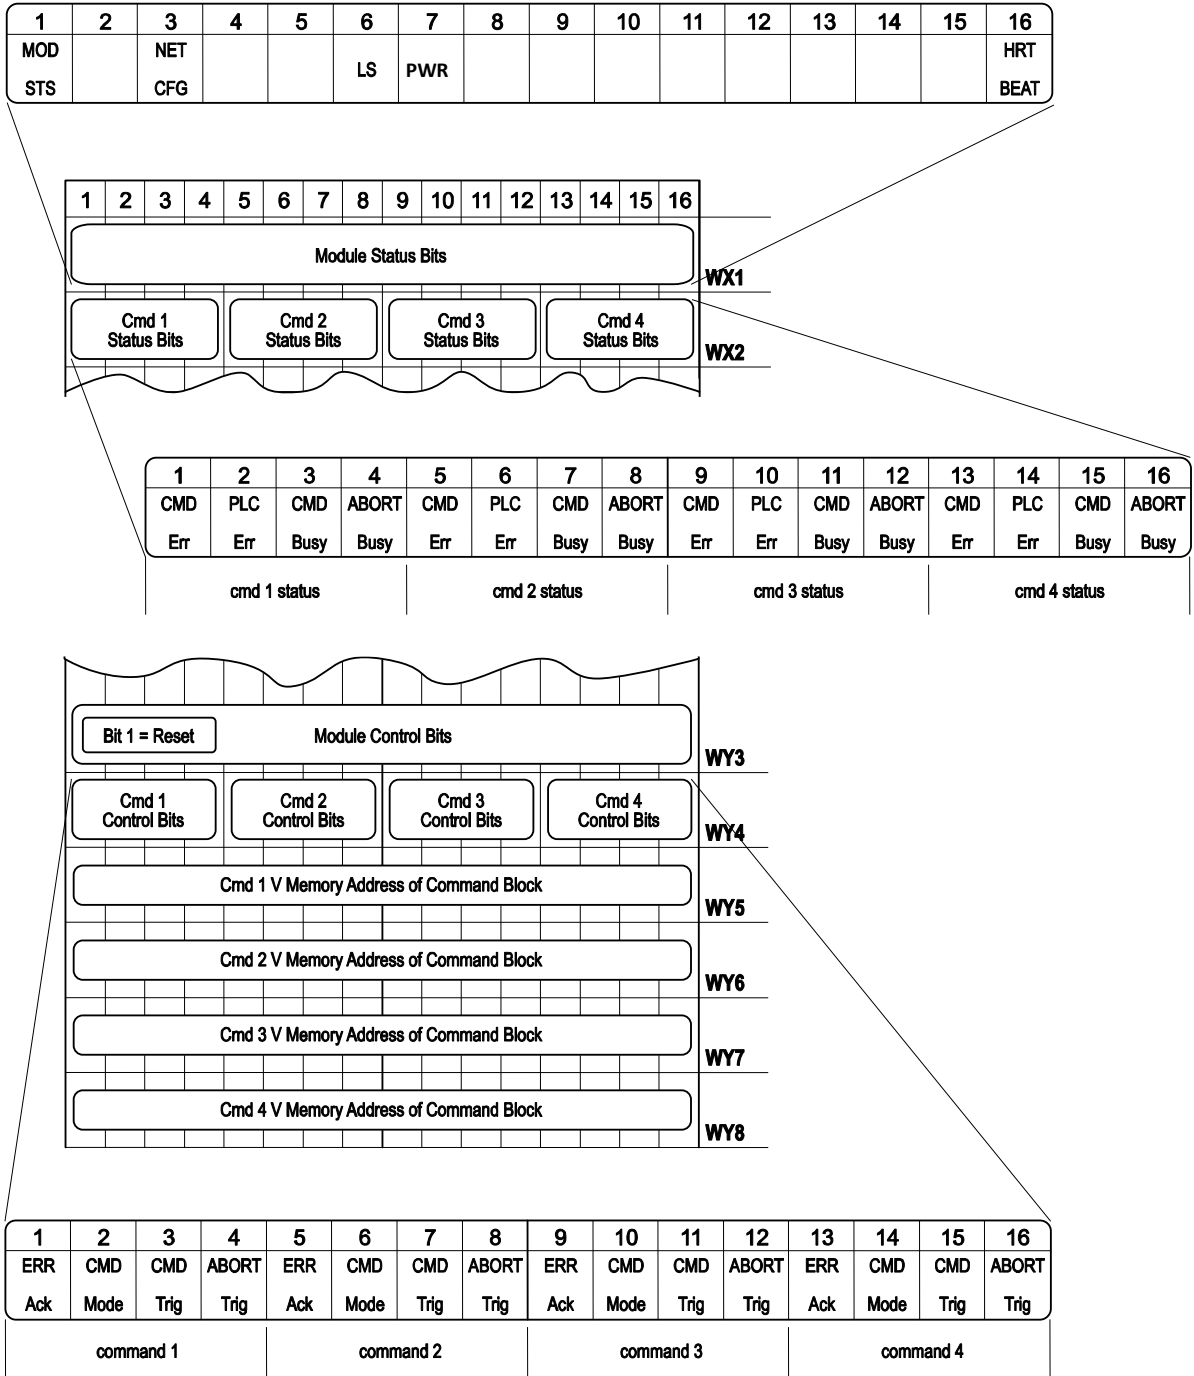 1 2 3 4 5 6 7 8 9 10 11 12 13 14 15 16
MOD NET HRT
LS PWR
STS CFG BEAT
1 2 3 4 5 6 7 8 9 10 11 12 13 14 15 16
Module Status Bits
WX1
Cmd 1 Cmd 2 Cmd 3 Cmd 4
Status Bits Status Bits Status Bits Status Bits
WX2
1 2 3 4 5 6 7 8 9 10 11 12 13 14 15 16
CMD PLC CMD ABORT CMD PLC CMD ABORT CMD PLC CMD ABORT CMD PLC CMD ABORT
Err Err Busy Busy Err Err Busy Busy Err Err Busy Busy Err Err Busy Busy
cmd 1 status cmd 2 status cmd 3 status cmd 4 status
Bit 1 = Reset Module Control Bits
WY3
Cmd 1 Cmd 2 Cmd 3 Cmd 4
Control Bits Control Bits Control Bits Control Bits
WY4
Cmd 1 V Memory Address of Command Block
WY5
Cmd 2 V Memory Address of Command Block
WY6
Cmd 3 V Memory Address of Command Block
WY7
Cmd 4 V Memory Address of Command Block
WY8
1 2 3 4 5 6 7 8 9 10 11 12 13 14 15 16
ERR CMD CMD ABORT ERR CMD CMD ABORT ERR CMD CMD ABORT ERR CMD CMD ABORT
Ack Mode Trig Trig Ack Mode Trig Trig Ack Mode Trig Trig Ack Mode Trig Trig
command 1 command 2 command 3 command 4